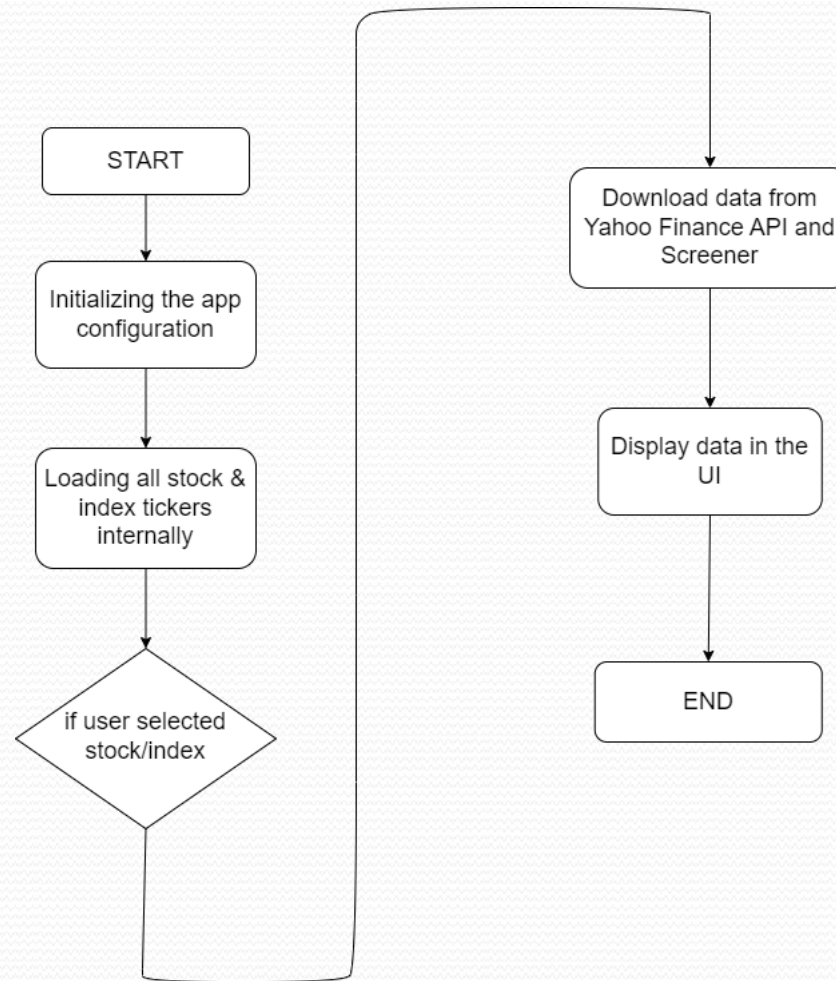 START
Initializing the app
configuration
Loading all stock &
index tickers
internally
if user selected
stock/index
Download data from
Yahoo Finance API and
Screener
Display data in the
UI
END